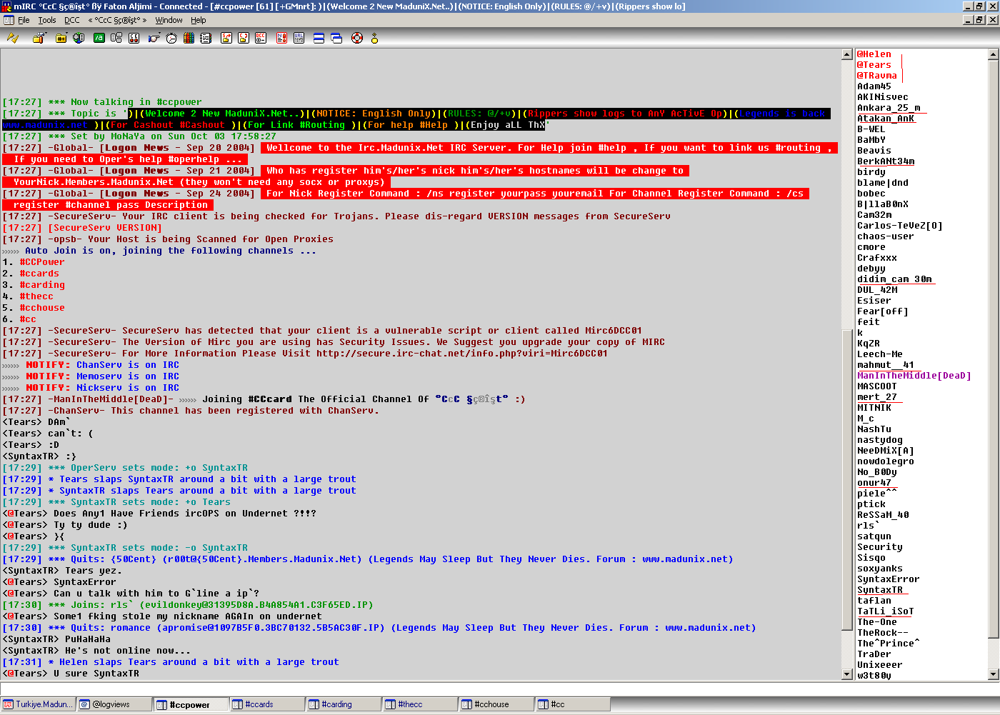 mIRC °CcC §ç®îşt° ßÿ Faton Aljimi - Connected - [#ccpower [61] [+GMnrt]: )|(Welcome 2 New MaduniX.Net..)|(NOTICE: English Only)|(RULES: @/+v)|(Rippers show lo]
File Tools DCC « °CcC §ç®îşt° » Window Help
[17:27] *** Now talking in #ccpower
[17:27] *** Topic is ')|(Welcome 2 New MaduniX.Net..)|(NOTICE: English Only)|(RULES: @/+v)|(Rippers show logs to AnY AcTivE Op)|(Legends is back
www.madunix.net )|(For Cashout #Cashout )|(For Link #Routing )|(For help #Help )|(Enjoy aLL ThX'
[17:27] *** Set by MoNaYa on Sun Oct 03 17:58:27
[17:27] -Global- [Logon News - Sep 20 2004] Wellcome to the Irc.Madunix.Net IRC Server. For Help join #help , If you want to link us #routing ,
If you need to Oper's help #operhelp ...
[17:27] -Global- [Logon News - Sep 21 2004] Who has register him's/her's nick him's/her's hostnames will be change to
YourNick.Members.Madunix.Net (they won't need any socx or proxys)
[17:27] -Global- [Logon News - Sep 24 2004] For Nick Register Command : /ns register yourpass youremail For Channel Register Command : /cs
register #channel pass Description
[17:27] -SecureServ- Your IRC client is being checked for Trojans. Please dis-regard VERSION messages from SecureServ
[17:27] [SecureServ VERSION]
[17:27] -opsb- Your Host is being Scanned for Open Proxies
»»»» Auto Join is on, joining the following channels ...
1. #CCPower
2. #ccards
3. #carding
4. #thecc
5. #cchouse
6. #cc
[17:27] -SecureServ- SecureServ has detected that your client is a vulnerable script or client called Mirc6DCC01
[17:27] -SecureServ- The Version of Mirc you are using has Security Issues. We Suggest you upgrade your copy of MIRC
[17:27] -SecureServ- For More Information Please Visit http://secure.irc-chat.net/info.php?viri=Mirc6DCC01
»»»» NOTIFY: ChanServ is on IRC
»»»» NOTIFY: Memoserv is on IRC
»»»» NOTIFY: Nickserv is on IRC
[17:27] -ManInTheMiddle[DeaD]- »»»» Joining #CCcard The Official Channel Of °CcC §ç®îşt° :)
[17:27] -ChanServ- This channel has been registered with ChanServ.
<Tears> DAm`
<Tears> can`t: (
<Tears> :D
<SyntaxTR> :}
[17:29] *** OperServ sets mode: +o SyntaxTR
[17:29] * Tears slaps SyntaxTR around a bit with a large trout
[17:29] * SyntaxTR slaps Tears around a bit with a large trout
[17:29] *** SyntaxTR sets mode: +o Tears
<@Tears> Does Any1 Have Friends ircOPS on Undernet ?!!?
<@Tears> Ty ty dude :)
<@Tears> }{
[17:29] *** SyntaxTR sets mode: -o SyntaxTR
[17:29] *** Quits: {50Cent} (r00t@{50Cent}.Members.Madunix.Net) (Legends May Sleep But They Never Dies. Forum : www.madunix.net)
<SyntaxTR> Tears yez.
<@Tears> SyntaxError
<@Tears> Can u talk with him to G`line a ip`?
[17:30] *** Joins: rls` (evildonkey@31395D8A.B4A854A1.C3F65ED.IP)
<@Tears> Some1 fking stole my nickname AGAIn on undernet
[17:30] *** Quits: romance (apromise@1097B5F0.3BC70132.5B5AC30F.IP) (Legends May Sleep But They Never Dies. Forum : www.madunix.net)
<SyntaxTR> PuHaHaHa
<SyntaxTR> He's not online now...
[17:31] * Helen slaps Tears around a bit with a large trout
<@Tears> U sure SyntaxTR
@Helen
@Tears
@TRavma
Adam45
AKINisvec
Ankara_25_m
Atakan_AnK
B-WEL
BaMbY
Beavis
BerkANt34m
birdy
blame|dnd
bobec
B|llaB0nX
Cam32m
Carlos-TeVeZ[O]
chaos-user
cmore
Crafxxx
debyy
didim_cam 30m
DUL_42M
Esiser
Fear[off]
feit
k
KqZR
Leech-Me
mahmut__41
ManInTheMiddle[DeaD]
MASCOOT
mert_27
MITNIK
M_c
NashTu
nastydog
NeeDMiX[A]
nowdolegro
No_B0Dy
onur47
piele^^
ptick
ReSSaM_40
rls`
satqun
Security
Sisqo
soxyanks
SyntaxError
SyntaxTR
taflan
TaTLi_iSoT
The-One
TheRock--
The^Prince^
TraDer
Unixeeer
w3t80y
Turkiye.Madun... @logviews #ccpower #ccards #carding #thecc #cchouse #cc